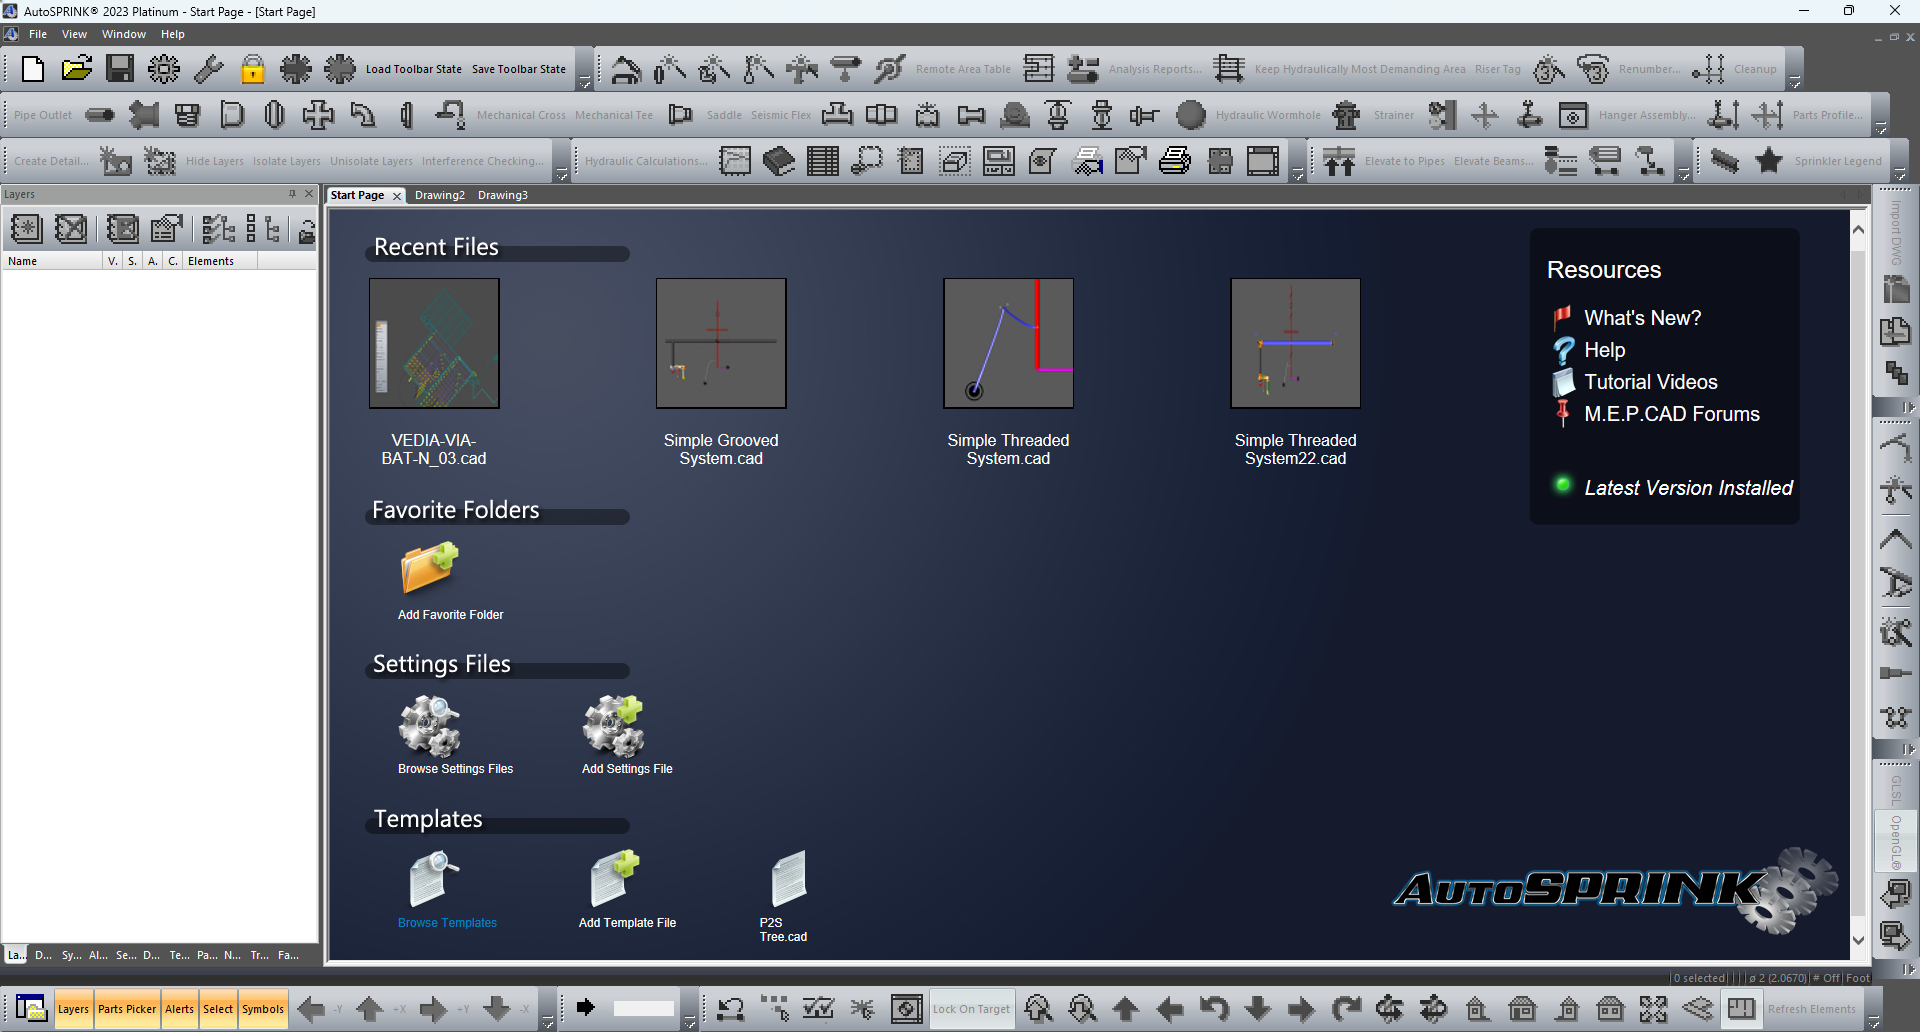 AutoSPRINK® 2023 Platinum - Start Page - [Start Page]
File View Window Help
Load Toolbar State Save Toolbar State Remote Area Table Analysis Reports... Keep Hydraulically Most Demanding Area Riser Tag Renumber... Cleanup
Pipe Outlet Mechanical Cross Mechanical Tee Saddle Seismic Flex Hydraulic Wormhole Strainer Hanger Assembly... Parts Profile...
Create Detail... Hide Layers Isolate Layers Unisolate Layers Interference Checking... Hydraulic Calculations... Elevate to Pipes Elevate Beams... Sprinkler Legend
Layers
Start Page Drawing2 Drawing3
Name V. S. A. C. Elements
Recent Files
VEDIA-VIA-
BAT-N_03.cad
Simple Grooved
System.cad
Simple Threaded
System.cad
Simple Threaded
System22.cad
Favorite Folders
Add Favorite Folder
Settings Files
Browse Settings Files
Add Settings File
Templates
Browse Templates
Add Template File
P2S
Tree.cad
Resources
What's New?
Help
Tutorial Videos
M.E.P.CAD Forums
Latest Version Installed
AUTOSPRINK
Import DWG
GLSL
OpenGL®
La... D... Sy... Al... Se... D... Te... Pa... N... Tr... Fa...
0 selected ø 2 (2.0670) # Off Foot
Layers Parts Picker Alerts Select Symbols -Y +X +Y -X Lock On Target Refresh Elements